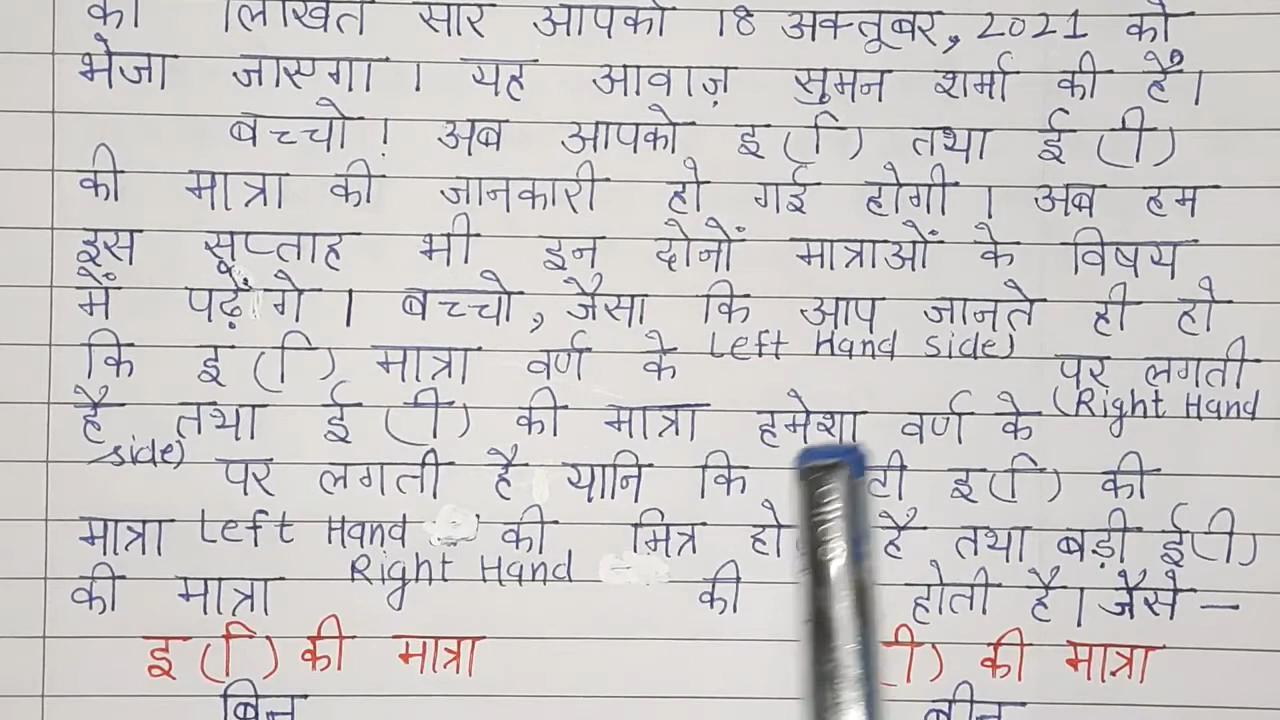 का लिखित सार आपको 18 अक्तूबर, 2021 को
भेजा जाएगा । यह आवाज़ सुमन शर्मा की है।
बच्चो! अब आपको इ (ि) तथा ई (ी)
की मात्रा की जानकारी हो गई होगी । अब हम
इस सप्ताह भी इन दोनों मात्राओं के विषय
में पढ़ेंगे । बच्चो, जैसा कि आप जानते ही हो
कि इ (ि) मात्रा वर्ण के Left Hand side) पर लगती
है तथा ई (ी) की मात्रा हमेशा वर्ण के (Right Hand
side) पर लगती है यानि कि टी इ(ि) की
मात्रा Left Hand की मित्र हो है तथा बड़ी ई(ी)
की मात्रा Right Hand की होती है। जैसे –
इ (ि) की मात्रा ी) की मात्रा
बिन बीन